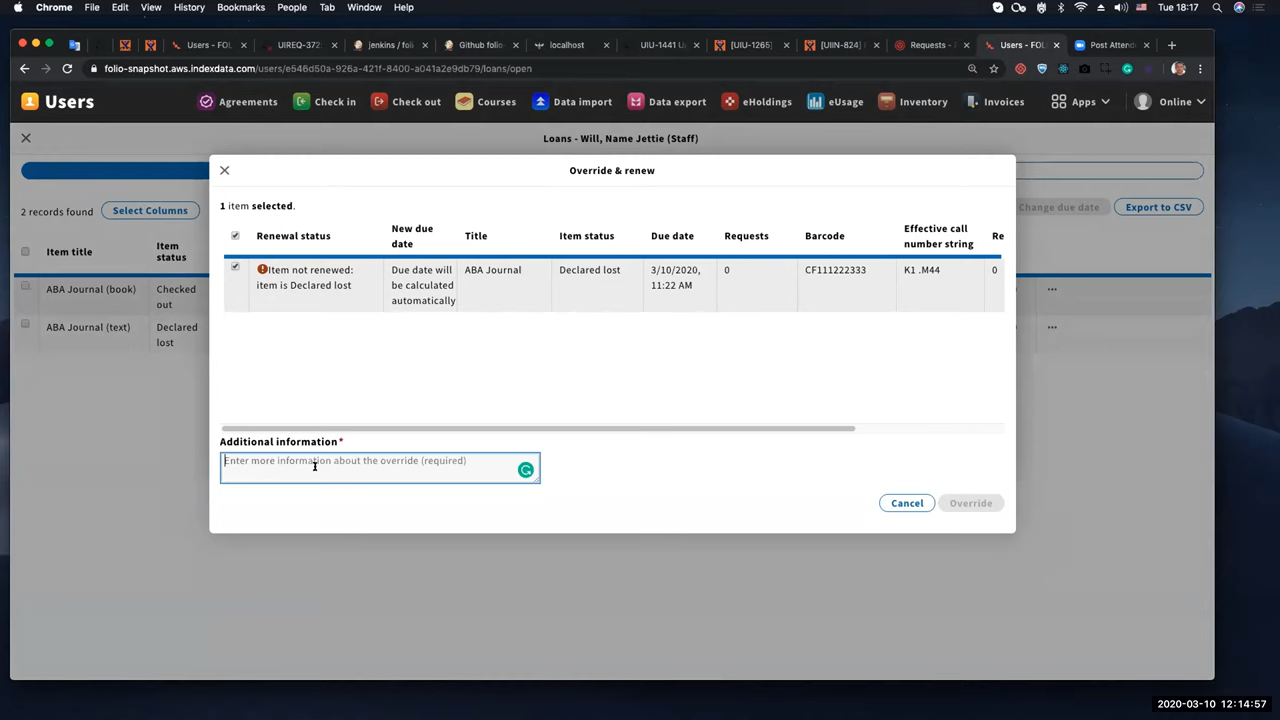 Chrome File Edit View History Bookmarks People Tab Window Help Tue 18:17
Users - FOL UIREQ-372 jenkins / foli Github folio localhost UIU-1441 U [UIU-1265] [UIIN-824] F Requests - Users - FOL Post Attend
folio-snapshot.aws.indexdata.com/users/e546d50a-926a-421f-8400-a041a2e9db79/loans/open
Users Agreements Check in Check out Courses Data import Data export eHoldings eUsage Inventory Invoices Apps Online
Loans - Will, Name Jettie (Staff)
2 records found Select Columns Change due date Export to CSV
Item title Item status
ABA Journal (book) Checked out
ABA Journal (text) Declared lost
Override & renew
1 item selected.
Renewal status New due date Title Item status Due date Requests Barcode Effective call number string Re
Item not renewed: item is Declared lost Due date will be calculated automatically ABA Journal Declared lost 3/10/2020, 11:22 AM 0 CF111222333 K1 .M44 0
Additional information*
Enter more information about the override (required)
Cancel Override
2020-03-10 12:14:57